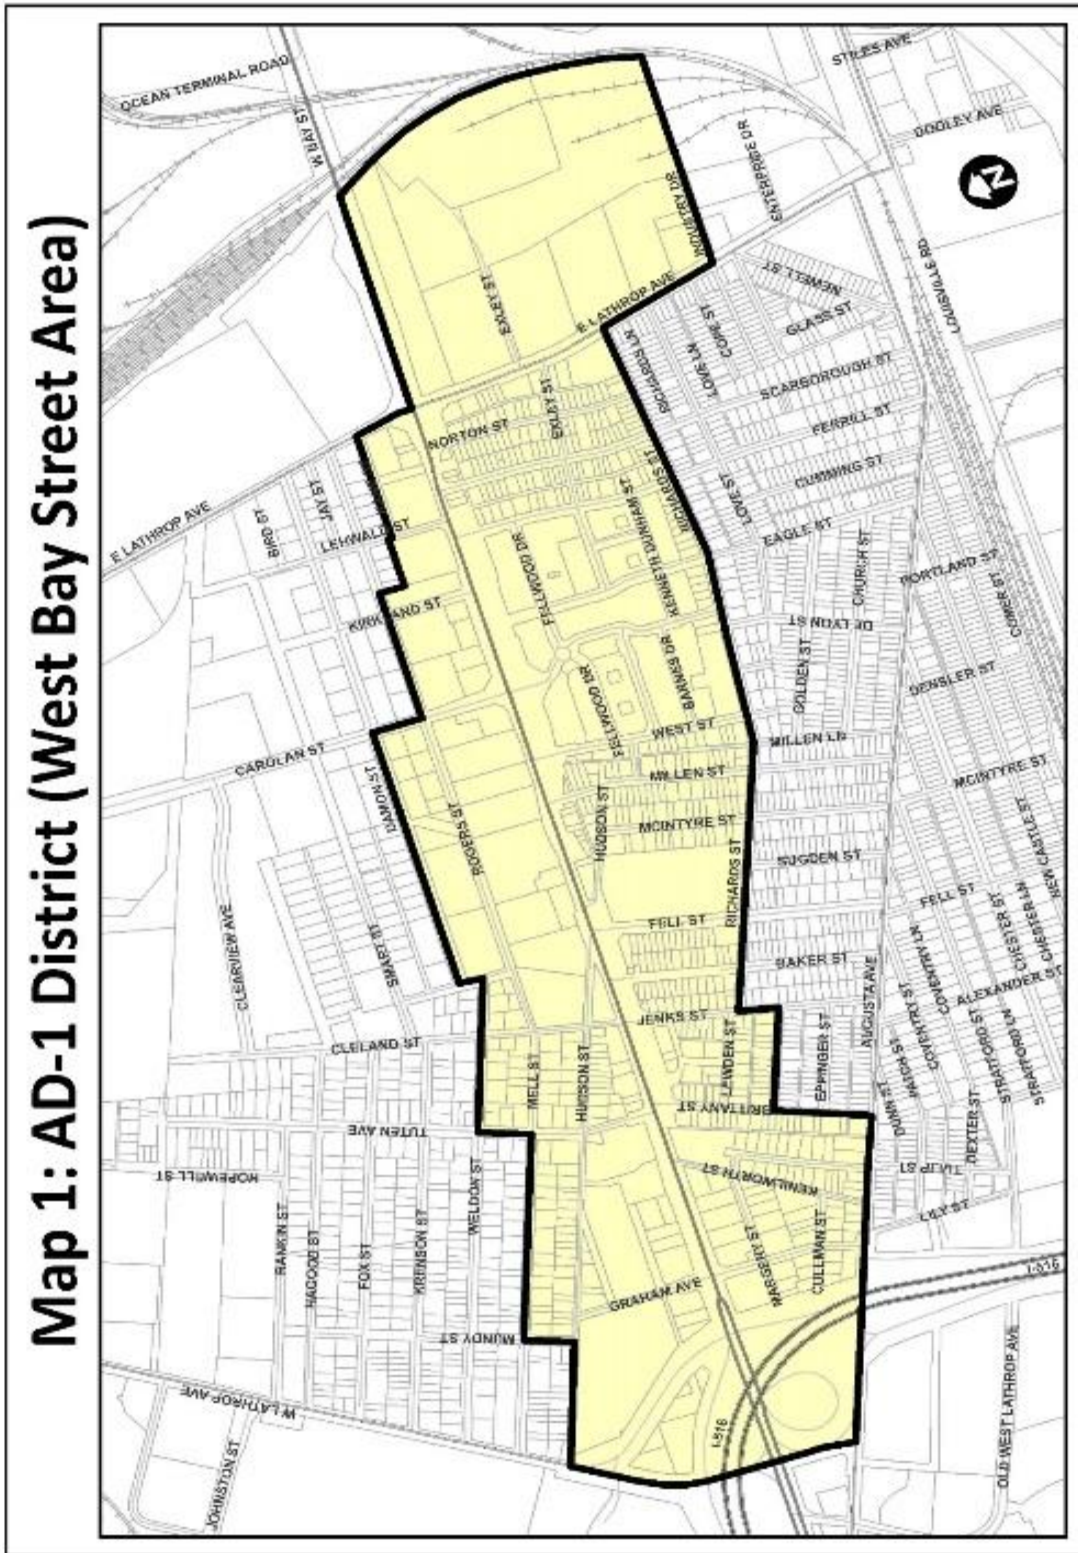 Map 1: AD-1 District (West Bay Street Area)
OCEAN TERMINAL ROAD
W BAY ST
STILES AVE
DOOLEY AVE
N
ENTERPRISE DR
INDUSTRY DR
LOUISVILLE RD
EXLEY ST
E LATHROP AVE
NEWELL ST
GLASS ST
CORE ST
LOVE LN
RICHARDS LN
SCARBOROUGH ST
FERRILL ST
CUMMING ST
EXLEY ST
NORTON ST
E LATHROP AVE
BIRD ST
JAY ST
LEHWALD ST
RICHARDS ST
LOVE ST
KENNETH DUNHAM ST
EAGLE ST
FELLWOOD DR
KIRKLAND ST
CHURCH ST
PORTLAND ST
COMER ST
DE LYON ST
GOLDEN ST
DENSLER ST
BARNES DR
FELLWOOD DR
WEST ST
MILLEN LN
CAROLAN ST
DAMON ST
MILLEN ST
MCINTYRE ST
ROGERS ST
HUDSON ST
MCINTYRE ST
SUGDEN ST
RICHARDS ST
NEW CASTLE ST
FELL ST
FELL ST
CHESTER ST
CHESTER LN
CLEARVIEW AVE
SMART ST
BAKER ST
COVENTRY LN
ALEXANDER ST
AUGUSTA AVE
JENKS ST
COVENTRY ST
STRATFORD ST
STRATFORD LN
CLELAND ST
MELL ST
HUDSON ST
LEWDEN ST
EPPINGER ST
HATCH ST
DUNN ST
DEXTER ST
BRITTANY ST
TUTEN AVE
HOPEWELL ST
KENILWORTH ST
TULIP ST
LILY ST
WELDON ST
RANKIN ST
HAGOOD ST
FOX ST
KRENSON ST
MARGERY ST
CULLMAN ST
GRAHAM AVE
I-516
MUNDY ST
W LATHROP AVE
I-516
OLD WEST LATHROP AVE
JOHNSTON ST